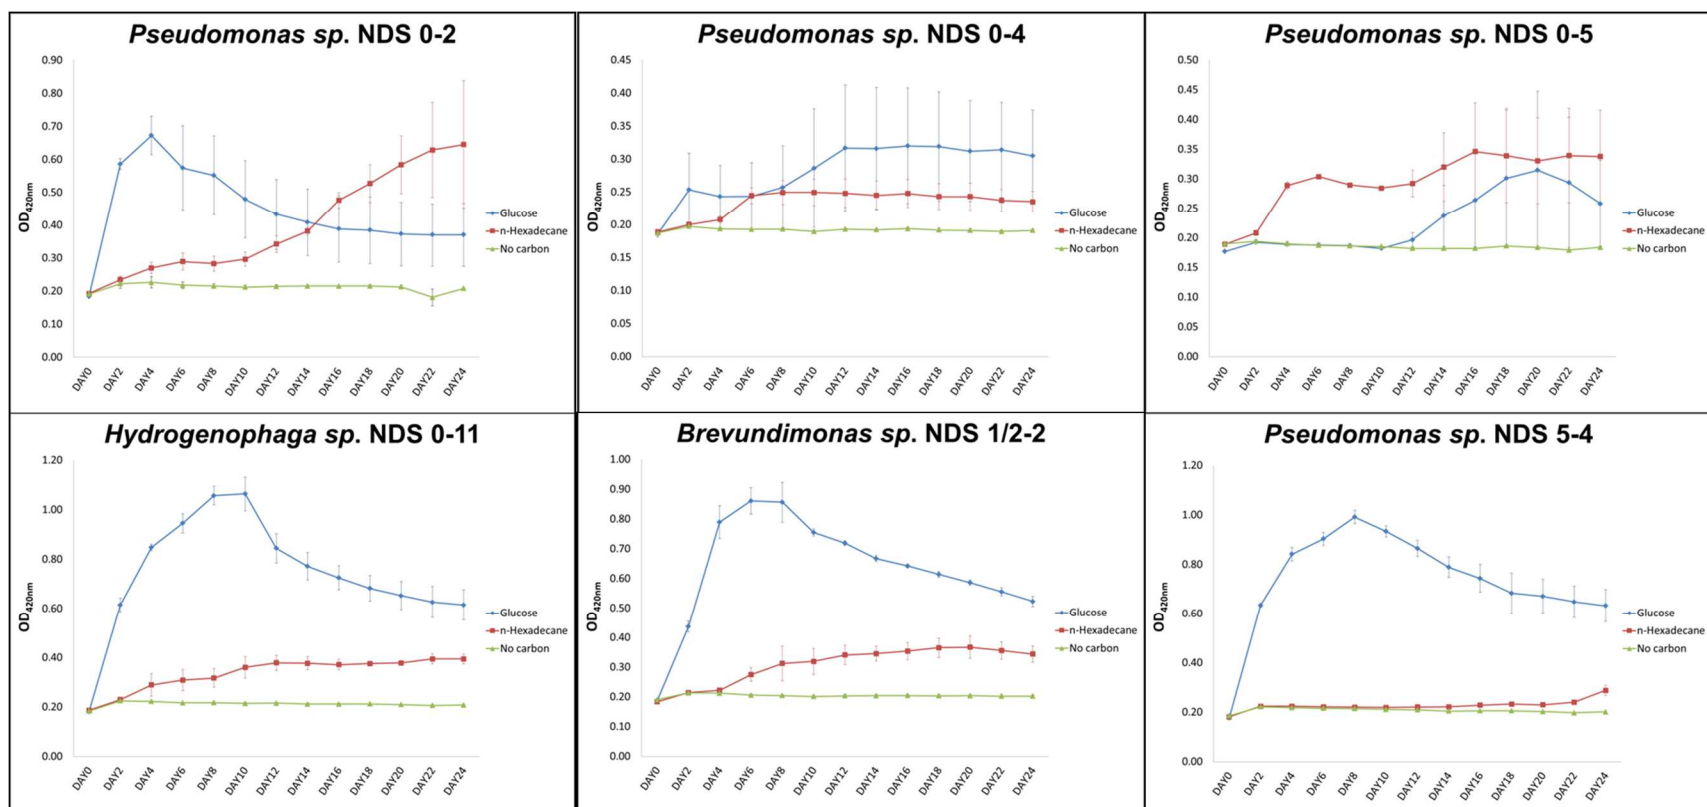 Pseudomonas sp. NDS 0-2
0.90
0.80
0.70
0.60
0.50
0.40
0.30
0.20
0.10
0.00
OD420nm
DAY0 DAY2 DAY4 DAY6 DAY8 DAY10 DAY12 DAY14 DAY16 DAY18 DAY20 DAY22 DAY24
Glucose
n-Hexadecane
No carbon
Pseudomonas sp. NDS 0-4
0.45
0.40
0.35
0.30
0.25
0.20
0.15
0.10
0.05
0.00
OD420nm
DAY0 DAY2 DAY4 DAY6 DAY8 DAY10 DAY12 DAY14 DAY16 DAY18 DAY20 DAY22 DAY24
Glucose
n-Hexadecane
No carbon
Pseudomonas sp. NDS 0-5
0.50
0.45
0.40
0.35
0.30
0.25
0.20
0.15
0.10
0.05
0.00
OD420nm
DAY0 DAY2 DAY4 DAY6 DAY8 DAY10 DAY12 DAY14 DAY16 DAY18 DAY20 DAY22 DAY24
Glucose
n-Hexadecane
No carbon
Hydrogenophaga sp. NDS 0-11
1.20
1.00
0.80
0.60
0.40
0.20
0.00
OD420nm
DAY0 DAY2 DAY4 DAY6 DAY8 DAY10 DAY12 DAY14 DAY16 DAY18 DAY20 DAY22 DAY24
Glucose
n-Hexadecane
No carbon
Brevundimonas sp. NDS 1/2-2
1.00
0.90
0.80
0.70
0.60
0.50
0.40
0.30
0.20
0.10
0.00
OD420nm
DAY0 DAY2 DAY4 DAY6 DAY8 DAY10 DAY12 DAY14 DAY16 DAY18 DAY20 DAY22 DAY24
Glucose
n-Hexadecane
No carbon
Pseudomonas sp. NDS 5-4
1.20
1.00
0.80
0.60
0.40
0.20
0.00
OD420nm
DAY0 DAY2 DAY4 DAY6 DAY8 DAY10 DAY12 DAY14 DAY16 DAY18 DAY20 DAY22 DAY24
Glucose
n-Hexadecane
No carbon